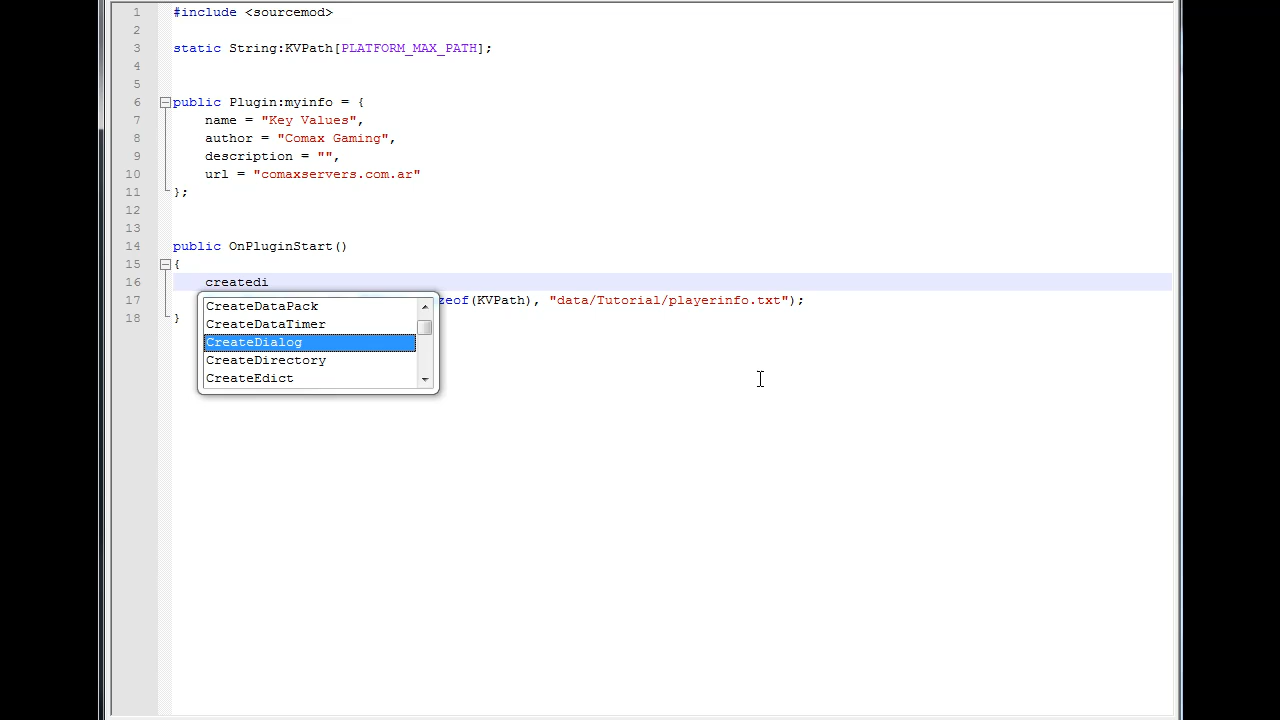 1 #include <sourcemod>
2
3 static String:KVPath[PLATFORM_MAX_PATH];
4
5
6 public Plugin:myinfo = {
7 name = "Key Values",
8 author = "Comax Gaming",
9 description = "",
10 url = "comaxservers.com.ar"
11 };
12
13
14 public OnPluginStart()
15 {
16 createdi
17 zeof(KVPath), "data/Tutorial/playerinfo.txt");
18 }
CreateDataPack
CreateDataTimer
CreateDialog
CreateDirectory
CreateEdict